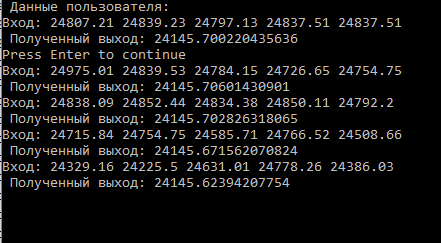 Данные пользователя:
Вход: 24807.21 24839.23 24797.13 24837.51 24837.51
Полученный выход: 24145.700220435636
Press Enter to continue
Вход: 24975.01 24839.53 24784.15 24726.65 24754.75
Полученный выход: 24145.70601430901
Вход: 24838.09 24852.44 24834.38 24850.11 24792.2
Полученный выход: 24145.702826318065
Вход: 24715.84 24754.75 24585.71 24766.52 24508.66
Полученный выход: 24145.671562070824
Вход: 24329.16 24225.5 24631.01 24778.26 24386.03
Полученный выход: 24145.62394207754